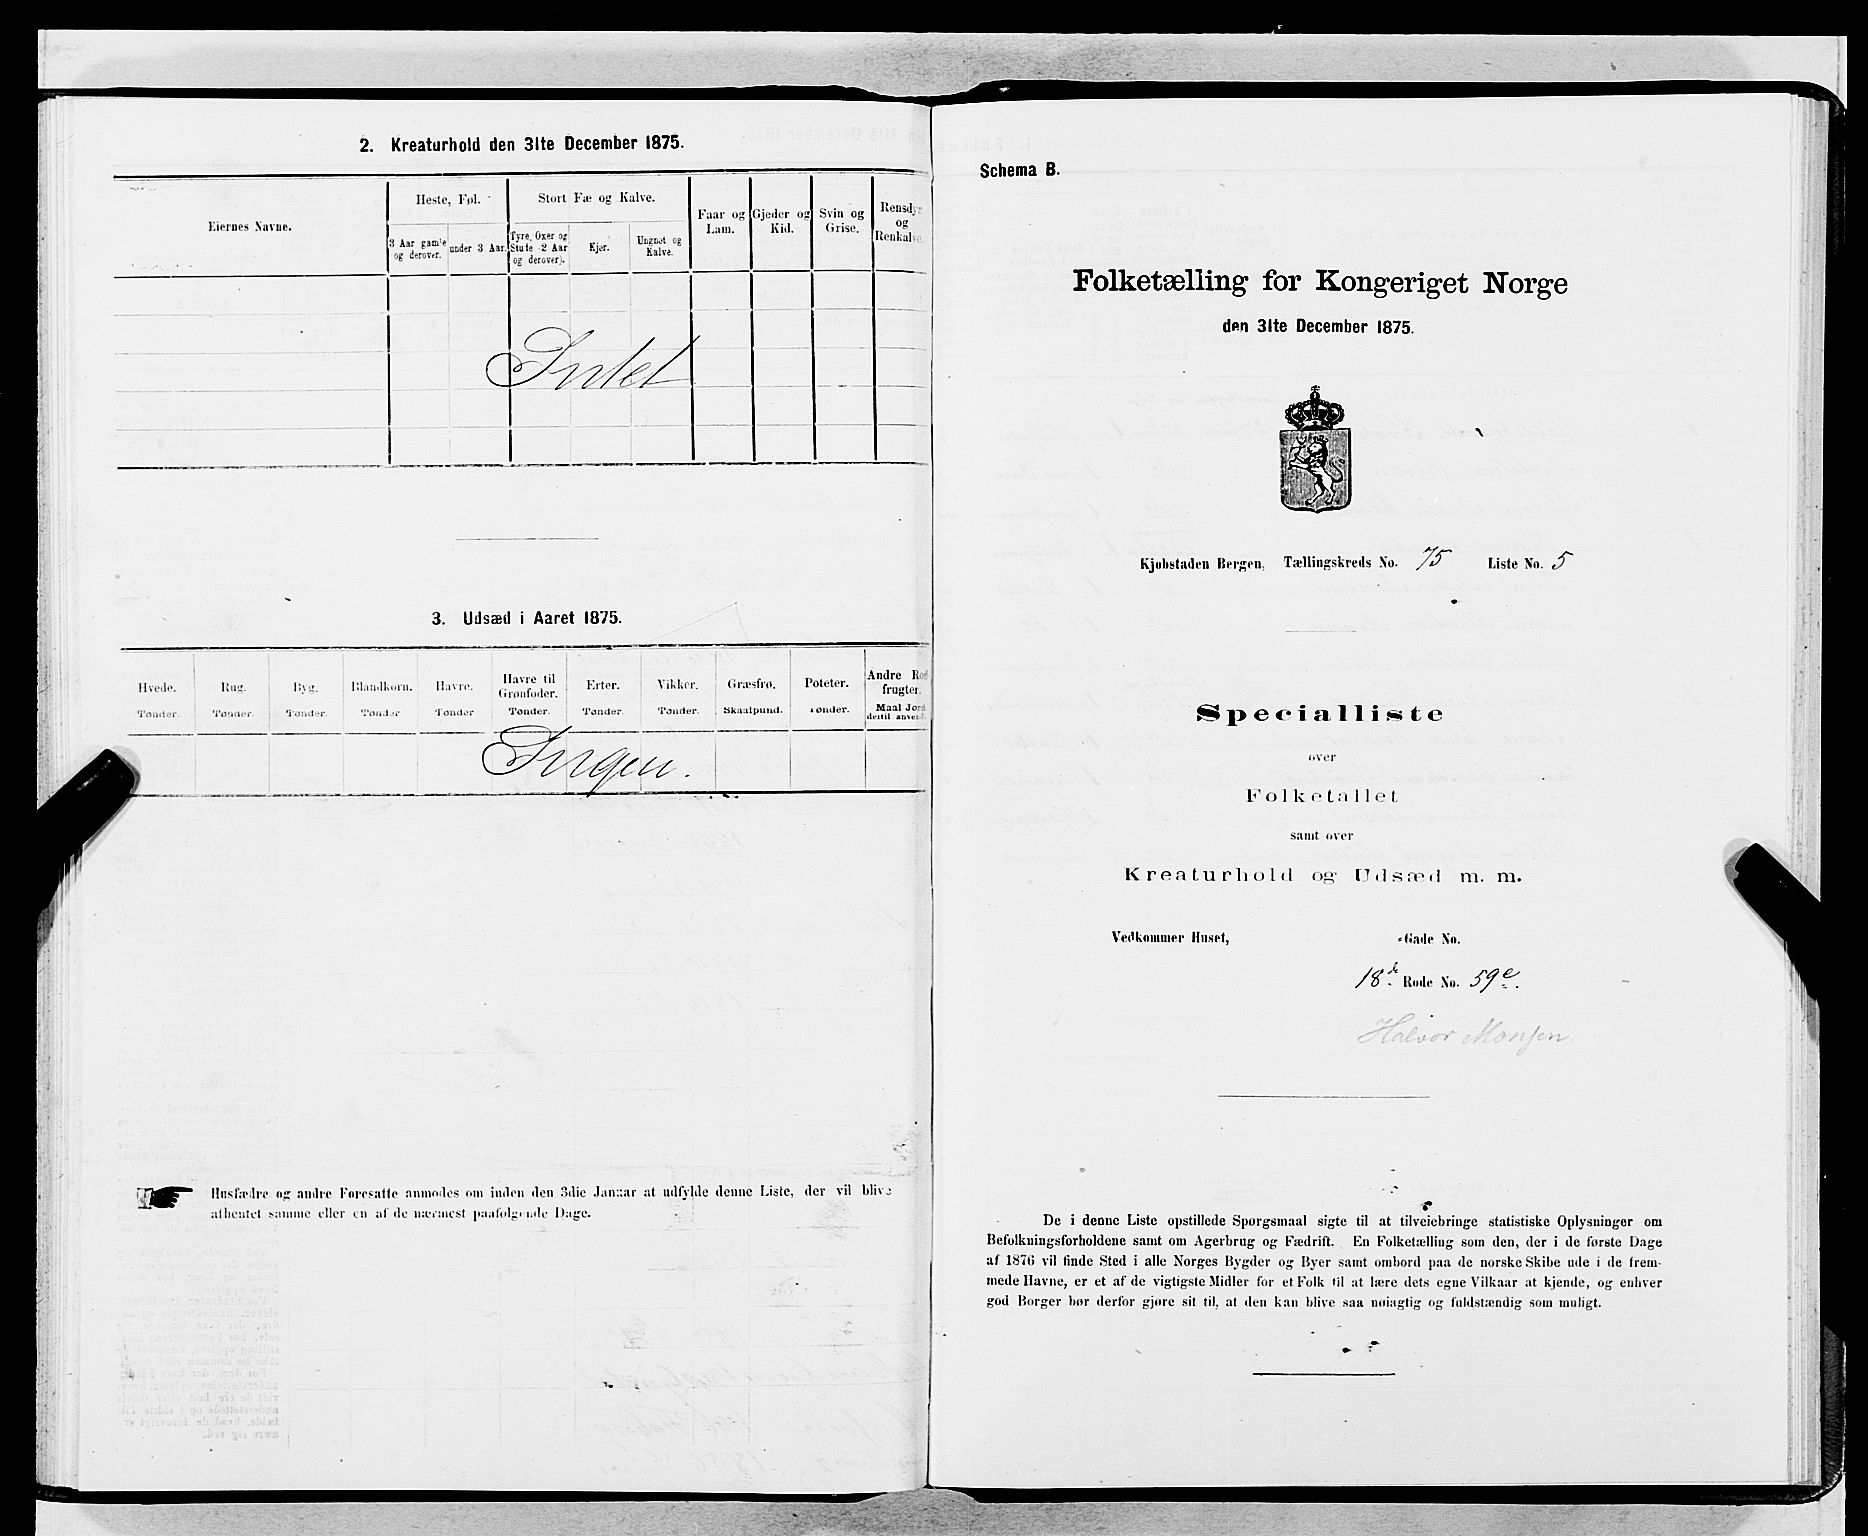 2. Kreaturhold den 31te December 1875.
Eiernes Navne.
Heste, Føl.
3 Aar gamle og derover.
under 3 Aar.
Stort Fæ og Kalve.
Tyre, Oxer og Stute (2 Aar og derover).
Kjør.
Ungnøt og Kalve.
Faar og Lam.
Gjeder og Kid.
Svin og Grise.
Rensdyr og Renkalve.
Intet
3. Udsæd i Aaret 1875.
Hvede. Rug. Byg. Blandkorn. Havre. Havre til Grønfoder. Erter. Vikker. Græsfrø. Poteter. Andre Rodfrugter.
Tønder. Tønder. Tønder. Tønder Tønder Tønder. Tønder. Tønder. Skaalpund. Tønder. Maal Jord dertil anvendt.
Ingen.
Husfædre og andre Foresatte anmodes om inden den 3die Januar at udfylde denne Liste, der vil blive
afhentet samme eller en af de nærmest paafølgende Dage.
Schema B.
Folketælling for Kongeriget Norge
den 31te December 1875.
Kjøbstaden Bergen, Tællingskreds No. 75 Liste No. 5
Specialliste
over
Folketallet
samt over
Kreaturhold og Udsæd m. m.
Vedkommer Huset, -Gade No.
18de Rode No. 59e.
Halvor Monsen.
De i denne Liste opstillede Spørgsmaal sigte til at tilveiebringe statistiske Oplysninger om
Befolkningsforholdene samt om Agerbrug og Fædrift. En Folketælling som den, der i de første Dage
af 1876 vil finde Sted i alle Norges Bygder og Byer samt ombord paa de norske Skibe ude i de frem-
mede Havne, er et af de vigtigste Midler for et Folk til at lære dets egne Vilkaar at kjende, og enhver
god Borger bør derfor gjøre sit til, at den kan blive saa nøiagtig og fuldstændig som muligt.